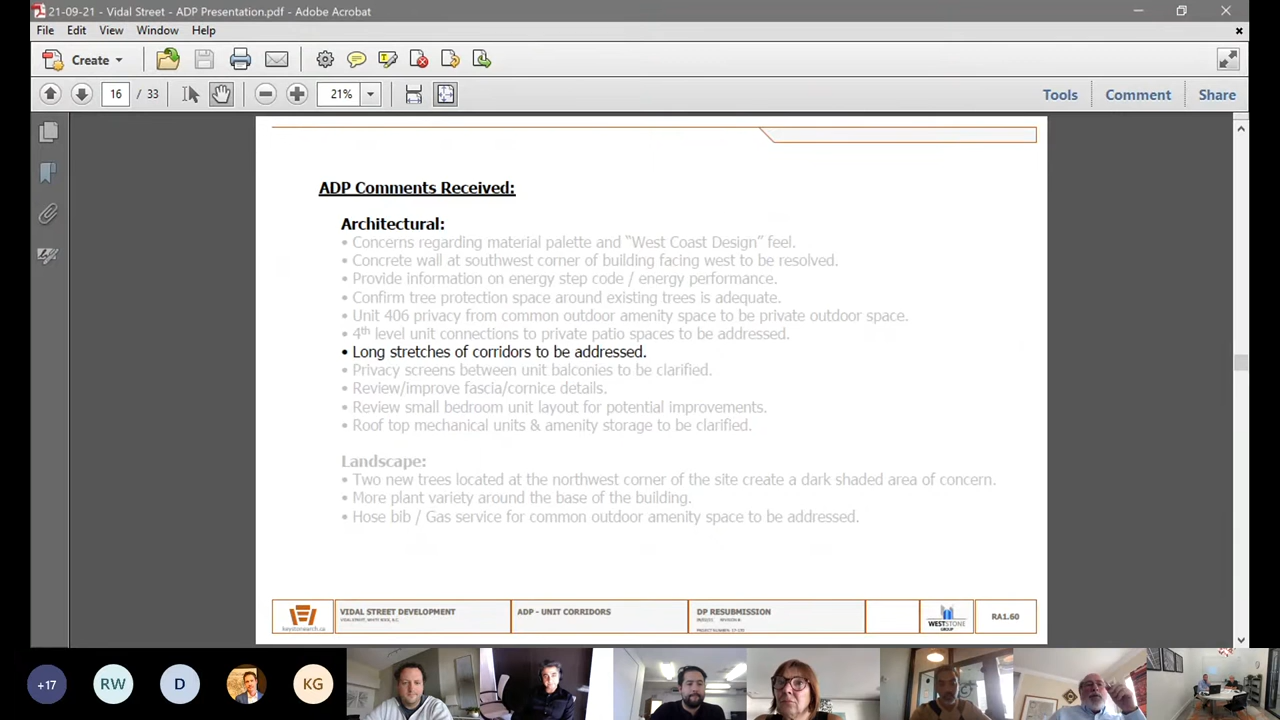 21-09-21 - Vidal Street - ADP Presentation.pdf - Adobe Acrobat
File Edit View Window Help
Create
16 / 33 21% Tools Comment Share
ADP Comments Received:
Architectural:
• Concerns regarding material palette and “West Coast Design” feel.
• Concrete wall at southwest corner of building facing west to be resolved.
• Provide information on energy step code / energy performance.
• Confirm tree protection space around existing trees is adequate.
• Unit 406 privacy from common outdoor amenity space to be private outdoor space.
• 4th level unit connections to private patio spaces to be addressed.
• Long stretches of corridors to be addressed.
• Privacy screens between unit balconies to be clarified.
• Review/improve fascia/cornice details.
• Review small bedroom unit layout for potential improvements.
• Roof top mechanical units & amenity storage to be clarified.
Landscape:
• Two new trees located at the northwest corner of the site create a dark shaded area of concern.
• More plant variety around the base of the building.
• Hose bib / Gas service for common outdoor amenity space to be addressed.
keystonearch.ca
VIDAL STREET DEVELOPMENT
VIDAL STREET, WHITE ROCK, B.C.
ADP - UNIT CORRIDORS
DP RESUBMISSION
WESTSTONE
GROUP
RA1.60
+17 RW D KG